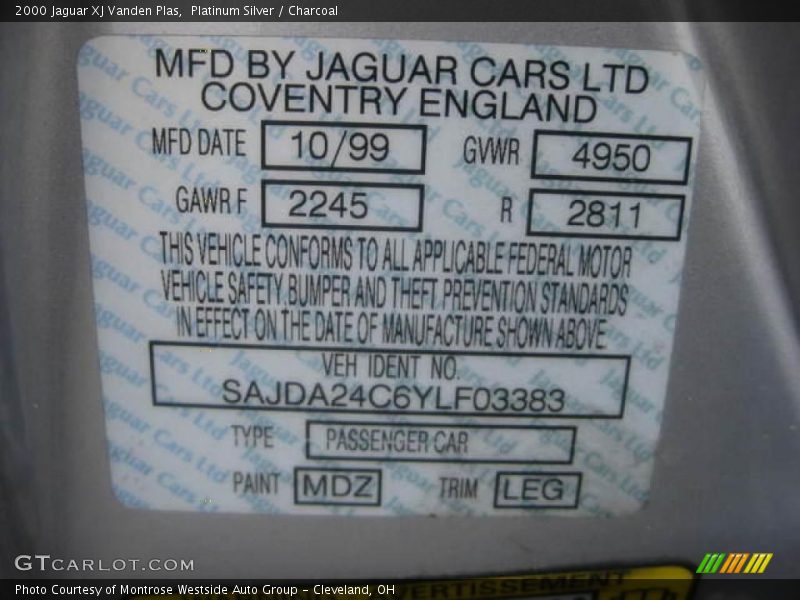 2000 Jaguar XJ Vanden Plas, Platinum Silver / Charcoal
MFD BY JAGUAR CARS LTD
COVENTRY ENGLAND
MFD DATE 10/99 GVWR 4950
GAWR F 2245 R 2811
THIS VEHICLE CONFORMS TO ALL APPLICABLE FEDERAL MOTOR
VEHICLE SAFETY, BUMPER AND THEFT PREVENTION STANDARDS
IN EFFECT ON THE DATE OF MANUFACTURE SHOWN ABOVE
VEH IDENT NO.
SAJDA24C6YLF03383
TYPE PASSENGER CAR
PAINT MDZ TRIM LEG
GTCARLOT.COM
Photo Courtesy of Montrose Westside Auto Group - Cleveland, OH